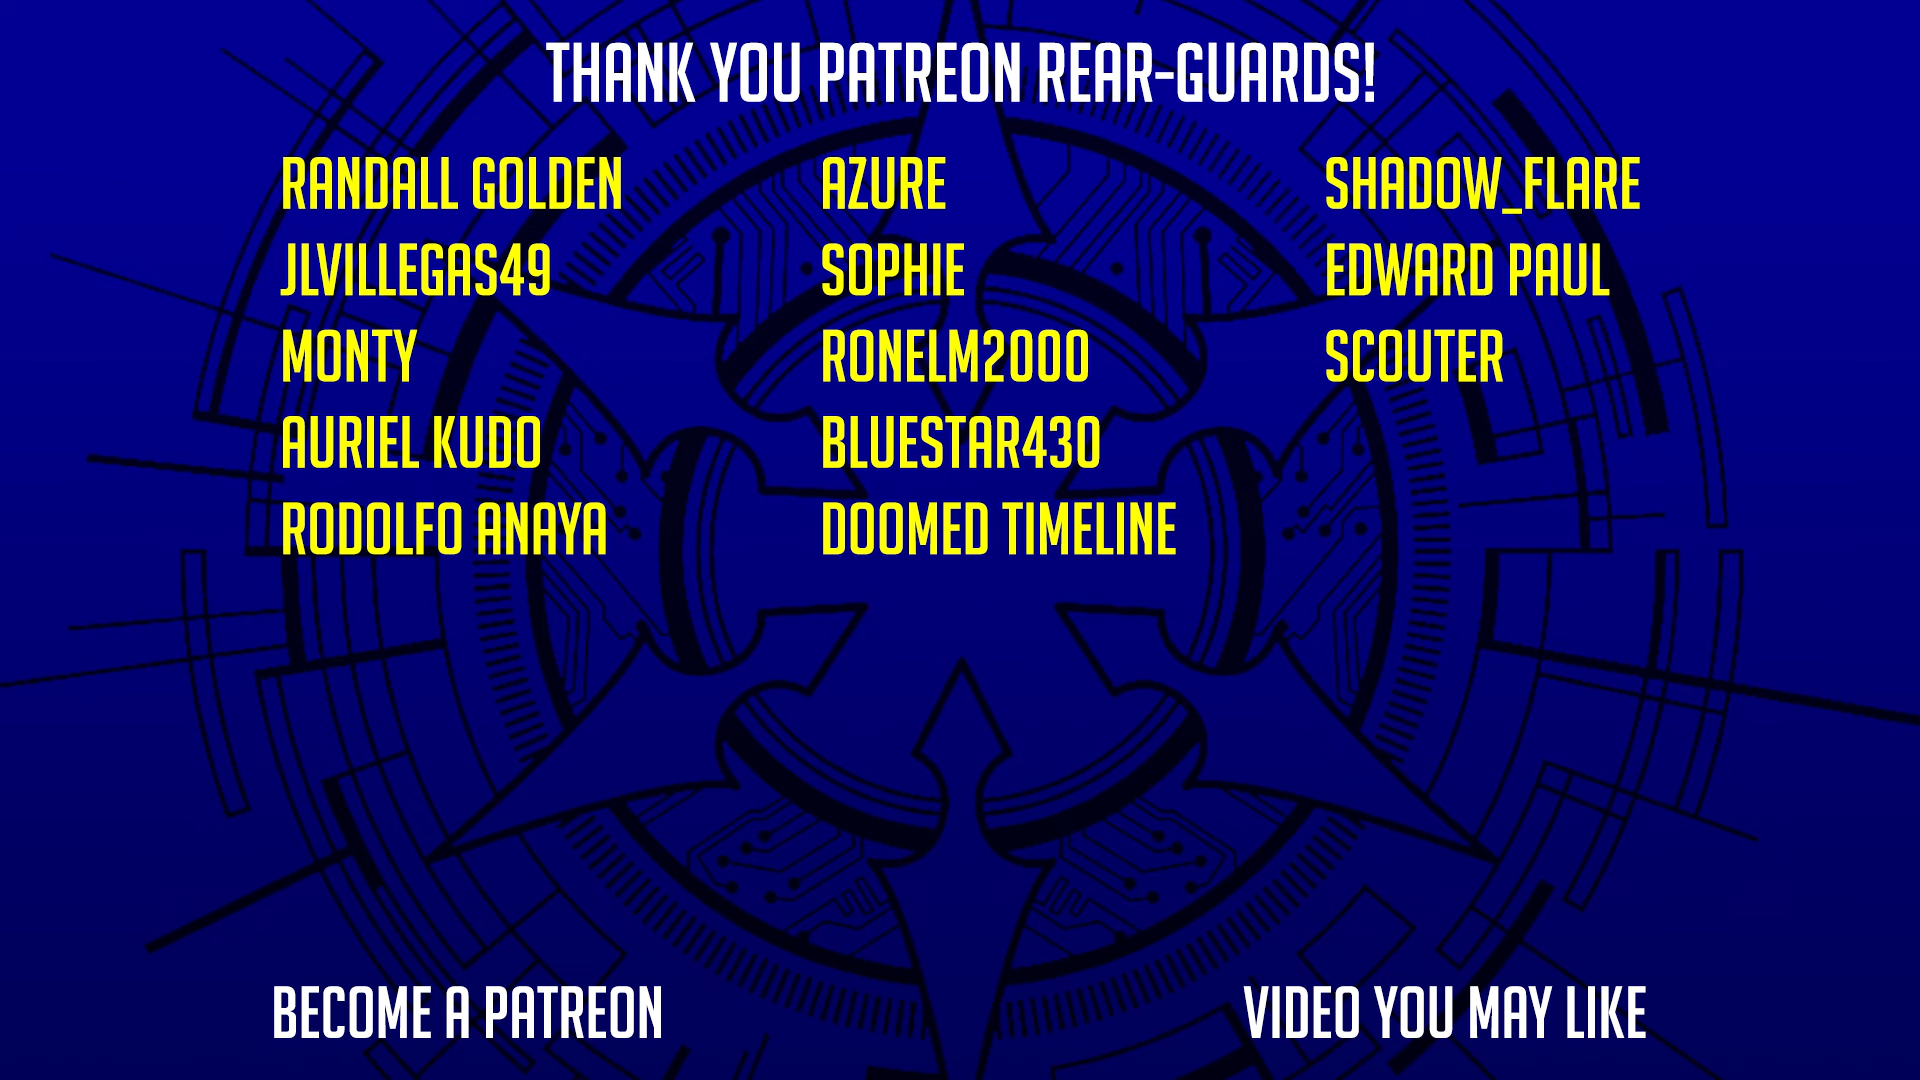 THANK YOU PATREON REAR-GUARDS!
RANDALL GOLDEN
JLVILLEGAS49
MONTY
AURIEL KUDO
RODOLFO ANAYA
AZURE
SOPHIE
RONELM2000
BLUESTAR430
DOOMED TIMELINE
SHADOW_FLARE
EDWARD PAUL
SCOUTER
BECOME A PATREON
VIDEO YOU MAY LIKE